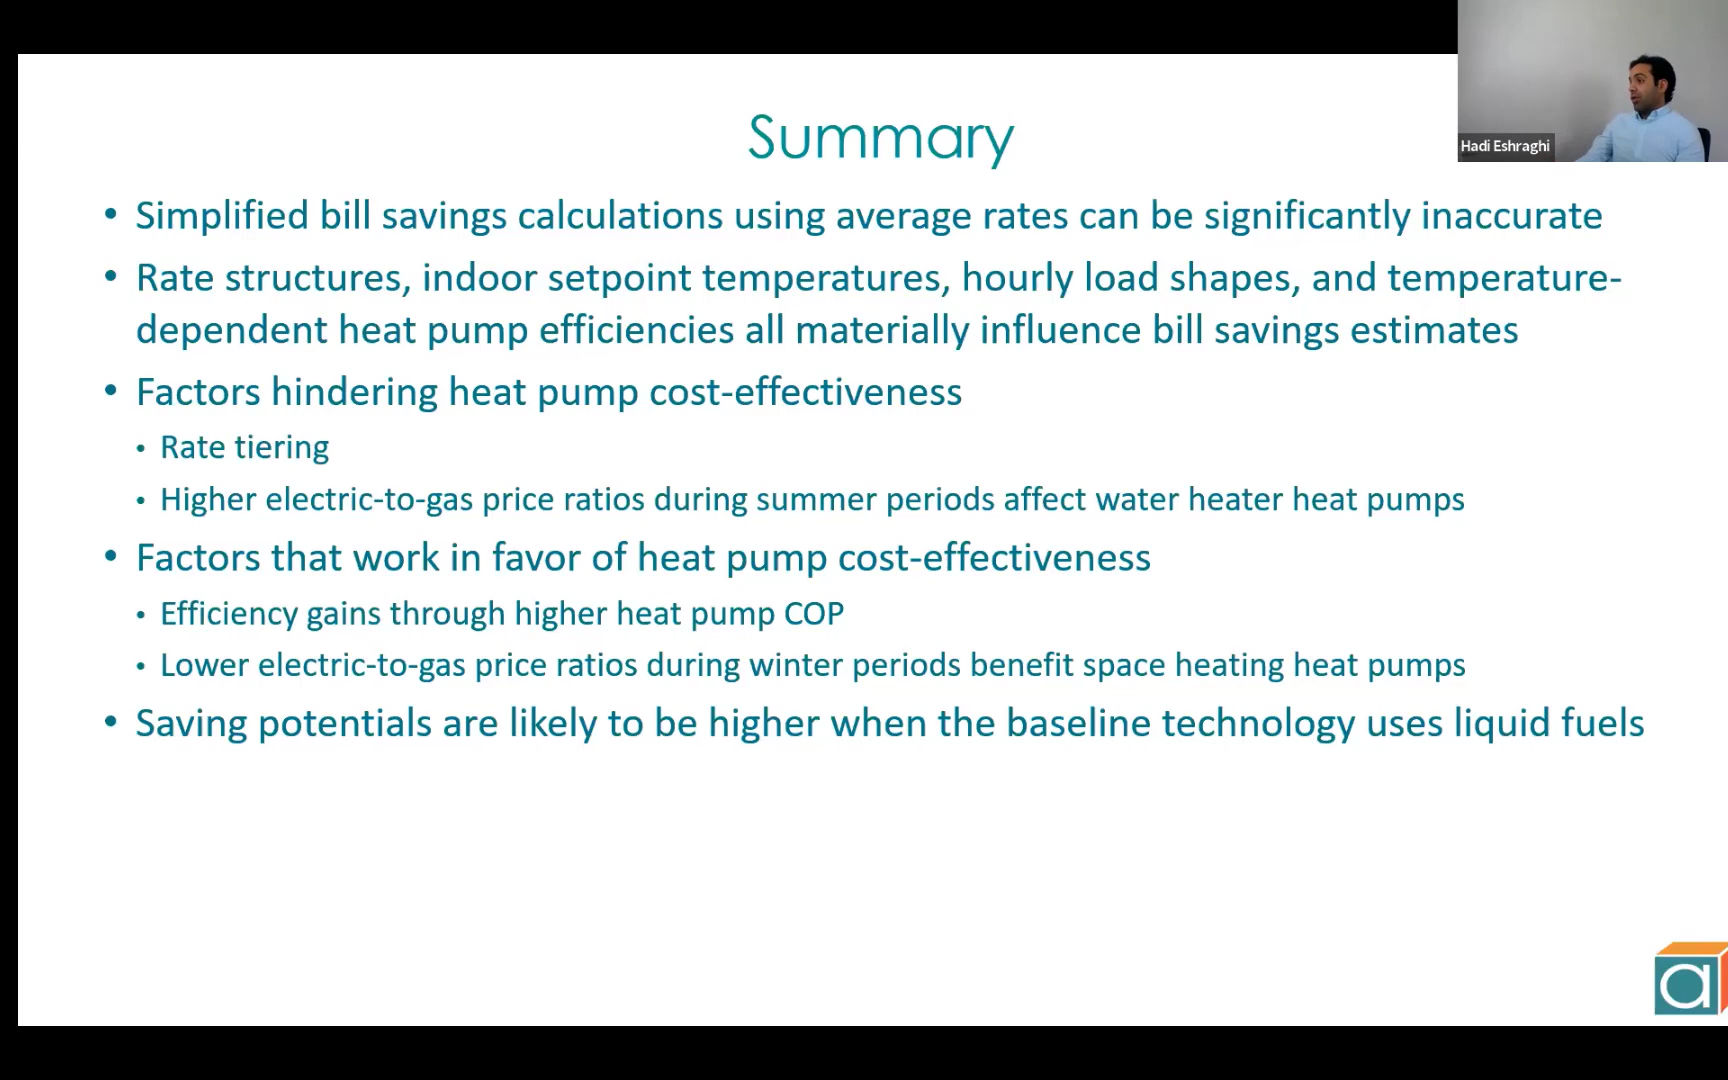 Summary
Hadi Eshraghi
• Simplified bill savings calculations using average rates can be significantly inaccurate
• Rate structures, indoor setpoint temperatures, hourly load shapes, and temperature-
dependent heat pump efficiencies all materially influence bill savings estimates
• Factors hindering heat pump cost-effectiveness
• Rate tiering
• Higher electric-to-gas price ratios during summer periods affect water heater heat pumps
• Factors that work in favor of heat pump cost-effectiveness
• Efficiency gains through higher heat pump COP
• Lower electric-to-gas price ratios during winter periods benefit space heating heat pumps
• Saving potentials are likely to be higher when the baseline technology uses liquid fuels
a